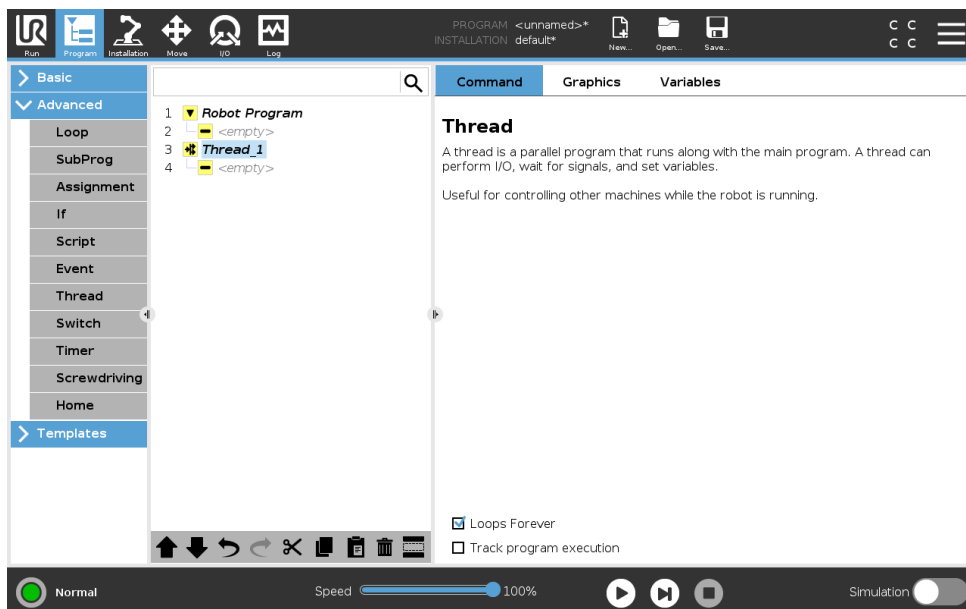 UR
PROGRAM <unnamed>*
INSTALLATION default*
Run
Program
Installation
Move
I/O
Log
New...
Open...
Save...
C C
C C
Basic
Advanced
Loop
SubProg
Assignment
If
Script
Event
Thread
Switch
Timer
Screwdriving
Home
Templates
1 Robot Program
2 <empty>
3 Thread_1
4 <empty>
Command Graphics Variables
Thread
A thread is a parallel program that runs along with the main program. A thread can
perform I/O, wait for signals, and set variables.
Useful for controlling other machines while the robot is running.
Loops Forever
Track program execution
Normal
Speed
100%
Simulation